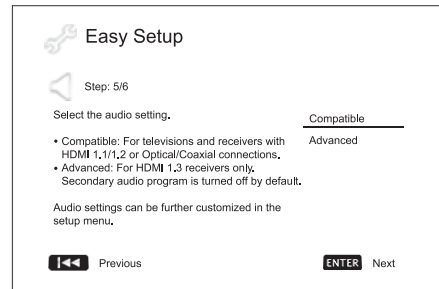 Easy Setup
Step: 5/6
Select the audio setting.
Compatible
Advanced
• Compatible: For televisions and receivers with
HDMI 1.1/1.2 or Optical/Coaxial connections.
• Advanced: For HDMI 1.3 receivers only.
Secondary audio program is turned off by default.
Audio settings can be further customized in the
setup menu.
Previous
ENTER Next